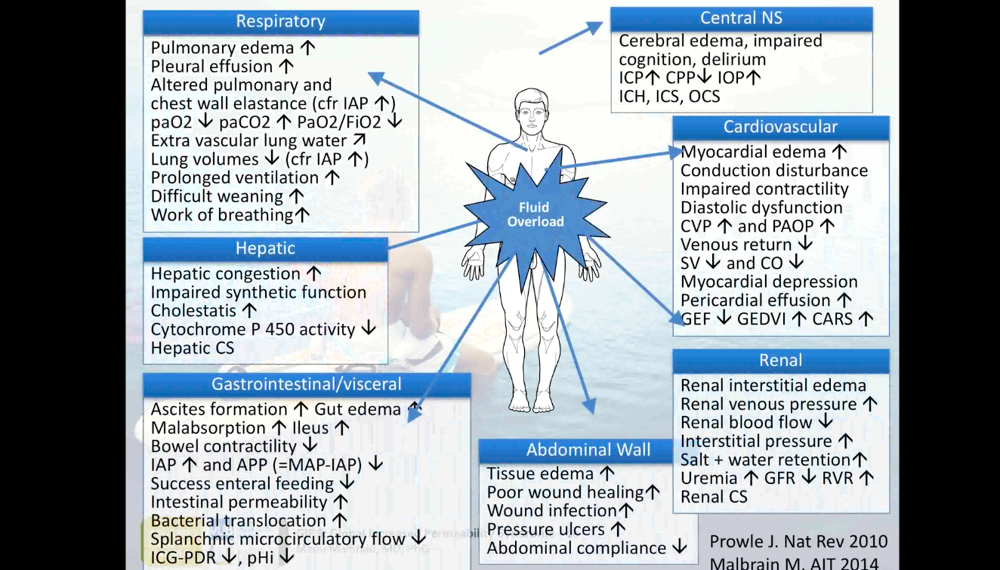 Respiratory
Pulmonary edema ↑
Pleural effusion ↑
Altered pulmonary and
chest wall elastance (cfr IAP ↑)
paO2 ↓ paCO2 ↑ PaO2/FiO2 ↓
Extra vascular lung water ↗
Lung volumes ↓ (cfr IAP ↑)
Prolonged ventilation ↑
Difficult weaning ↑
Work of breathing↑
Central NS
Cerebral edema, impaired
cognition, delirium
ICP↑ CPP↓ IOP↑
ICH, ICS, OCS
Cardiovascular
Myocardial edema ↑
Conduction disturbance
Impaired contractility
Diastolic dysfunction
CVP ↑ and PAOP ↑
Venous return ↓
SV ↓ and CO ↓
Myocardial depression
Pericardial effusion ↑
GEF ↓ GEDVI ↑ CARS ↑
Fluid
Overload
Hepatic
Hepatic congestion ↑
Impaired synthetic function
Cholestatis ↑
Cytochrome P 450 activity ↓
Hepatic CS
Renal
Renal interstitial edema
Renal venous pressure ↑
Renal blood flow ↓
Interstitial pressure ↑
Salt + water retention↑
Uremia ↑ GFR ↓ RVR ↑
Renal CS
Gastrointestinal/visceral
Ascites formation ↑ Gut edema ↑
Malabsorption ↑ Ileus ↑
Bowel contractility ↓
IAP ↑ and APP (=MAP-IAP) ↓
Success enteral feeding ↓
Intestinal permeability ↑
Bacterial translocation ↑
Splanchnic microcirculatory flow ↓
ICG-PDR ↓, pHi ↓
Abdominal Wall
Tissue edema ↑
Poor wound healing↑
Wound infection↑
Pressure ulcers ↑
Abdominal compliance ↓
Prowle J. Nat Rev 2010
Malbrain M. AIT 2014